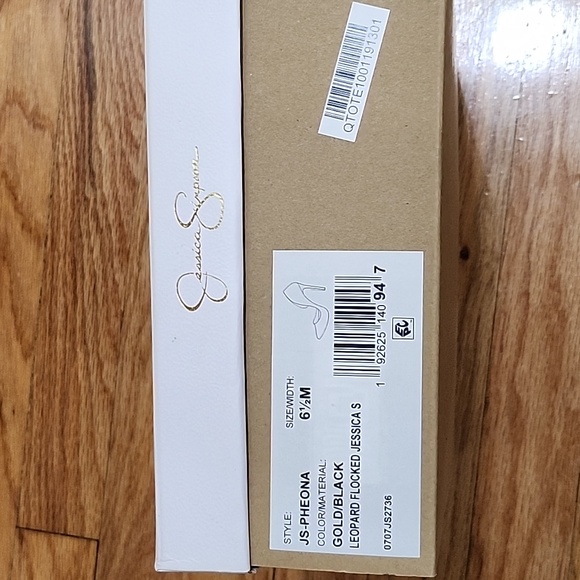 Jessica Simpson
QTOTE1001191301
STYLE:
JS-PHEONA
SIZE/WIDTH:
6½M
COLOR/MATERIAL:
GOLD/BLACK
LEOPARD FLOCKED JESSICA S
0707JS2736
1 92625 140 94 7